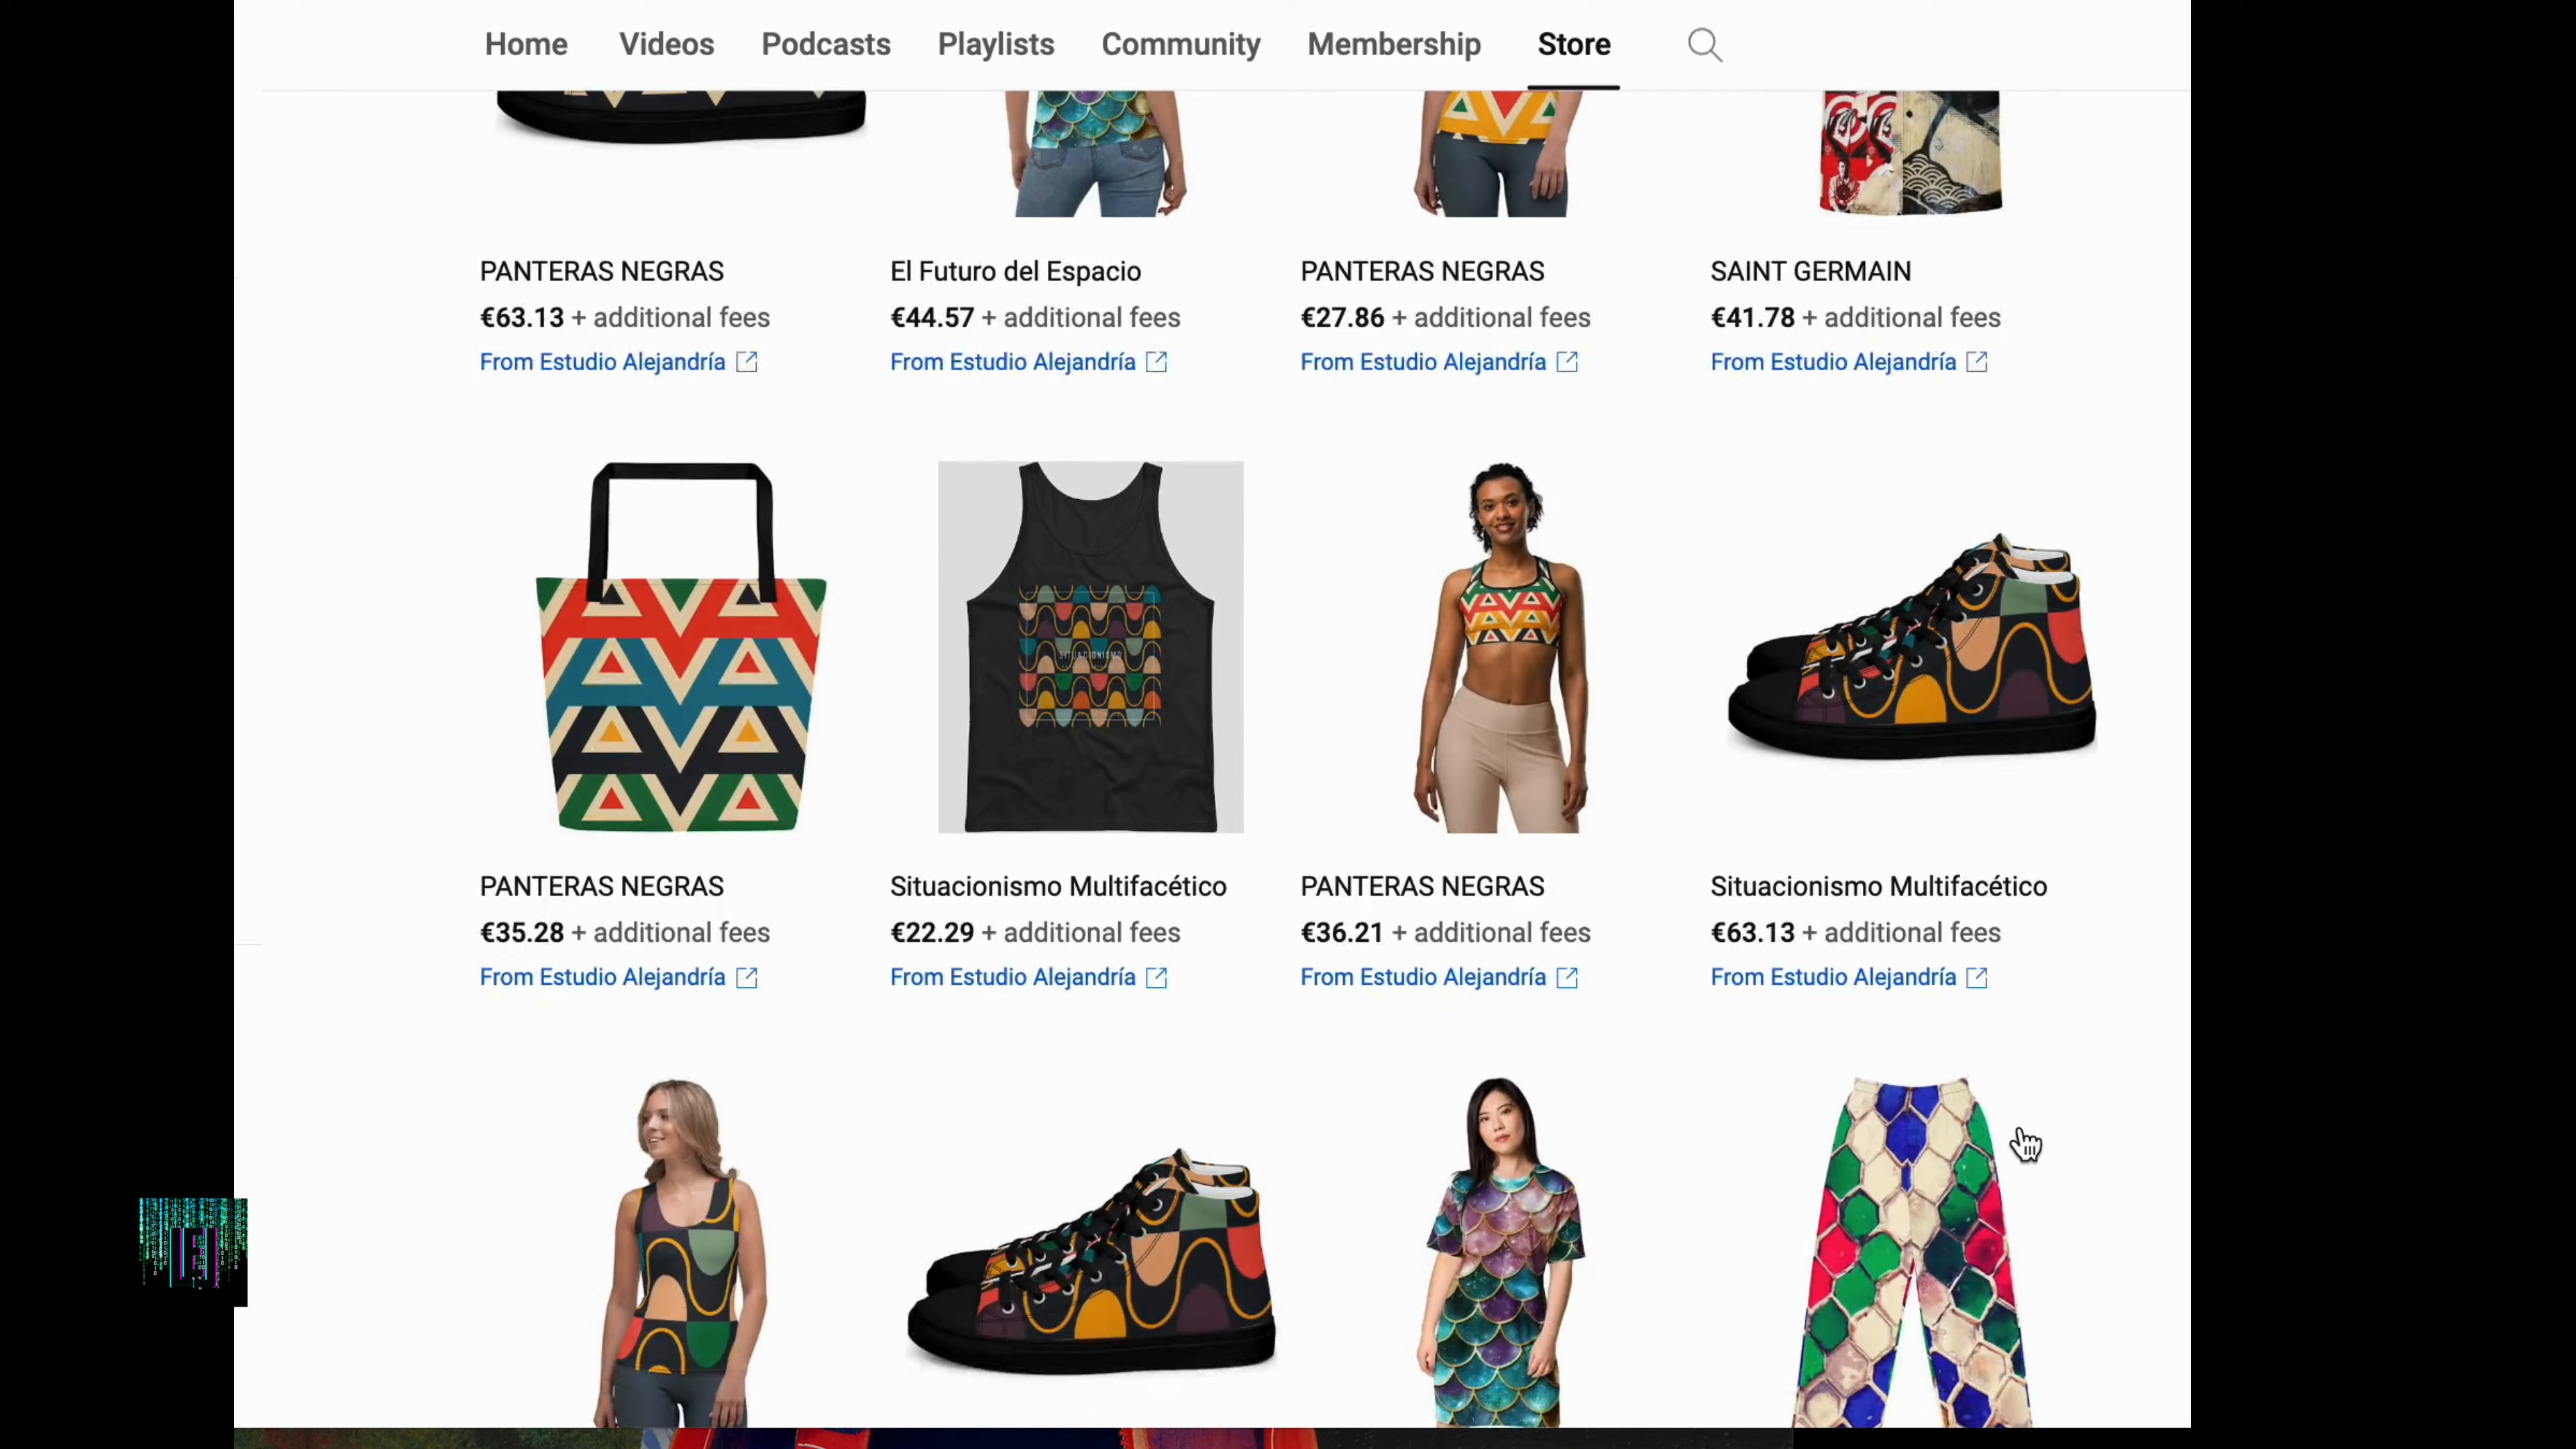 Home Videos Podcasts Playlists Community Membership Store
PANTERAS NEGRAS
€63.13 + additional fees
From Estudio Alejandría
El Futuro del Espacio
€44.57 + additional fees
From Estudio Alejandría
PANTERAS NEGRAS
€27.86 + additional fees
From Estudio Alejandría
SAINT GERMAIN
€41.78 + additional fees
From Estudio Alejandría
SITUACIONISMO
PANTERAS NEGRAS
€35.28 + additional fees
From Estudio Alejandría
Situacionismo Multifacético
€22.29 + additional fees
From Estudio Alejandría
PANTERAS NEGRAS
€36.21 + additional fees
From Estudio Alejandría
Situacionismo Multifacético
€63.13 + additional fees
From Estudio Alejandría